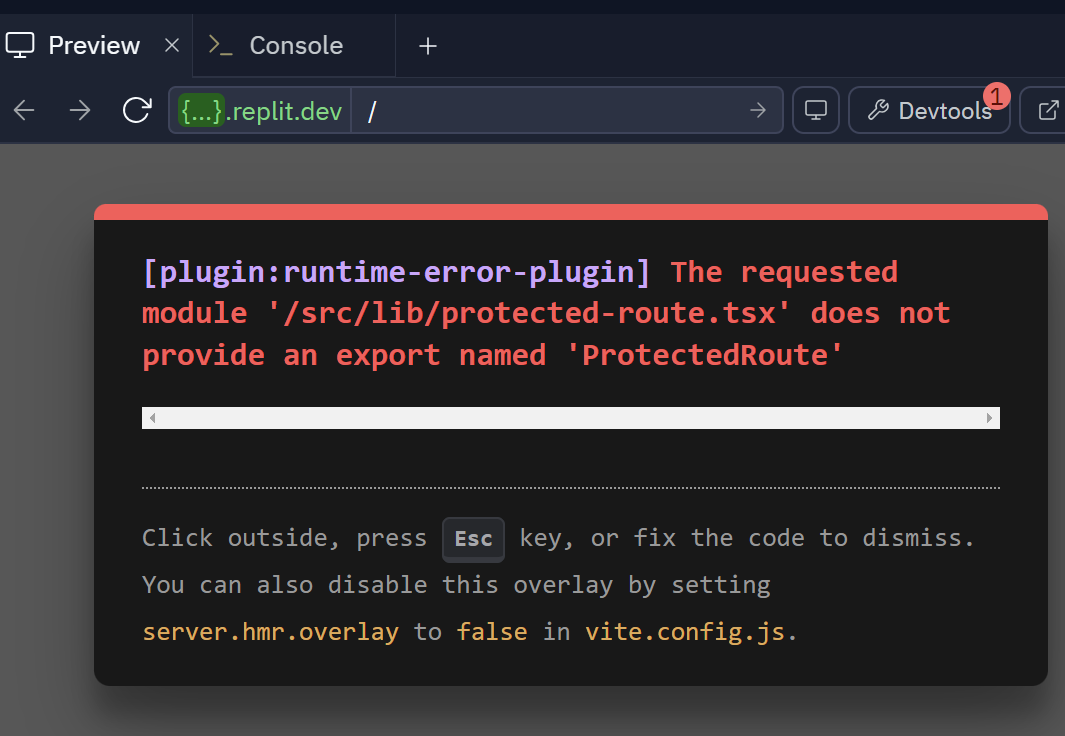 Preview
Console
{...}.replit.dev /
Devtools 1
[plugin:runtime-error-plugin] The requested
module '/src/lib/protected-route.tsx' does not
provide an export named 'ProtectedRoute'
Click outside, press Esc key, or fix the code to dismiss.
You can also disable this overlay by setting
server.hmr.overlay to false in vite.config.js.